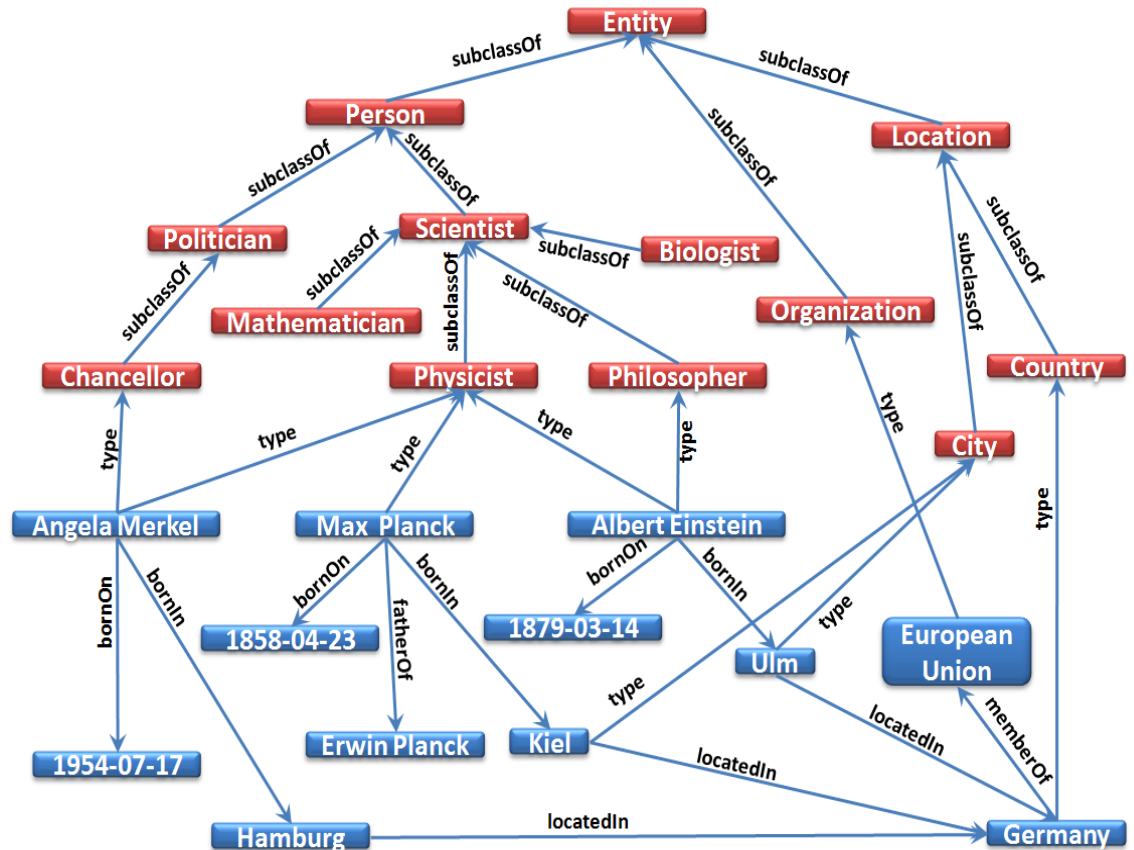 Entity
subclassOf
subclassOf
Person
subclassOf
Location
subclassOf
subclassOf
subclassOf
Politician
Scientist
subclassOf
Biologist
subclassOf
subclassOf
subclassOf
subclassOf
subclassOf
subclassOf
Mathematician
Organization
Chancellor
Physicist
Philosopher
Country
type
type
type
type
type
type
City
type
Angela Merkel
Max Planck
Albert Einstein
bornOn
bornIn
bornOn
fatherOf
bornIn
bornOn
bornIn
type
1858-04-23
1879-03-14
Ulm
European
Union
type
locatedIn
memberOf
1954-07-17
Erwin Planck
Kiel
locatedIn
Hamburg
locatedIn
Germany